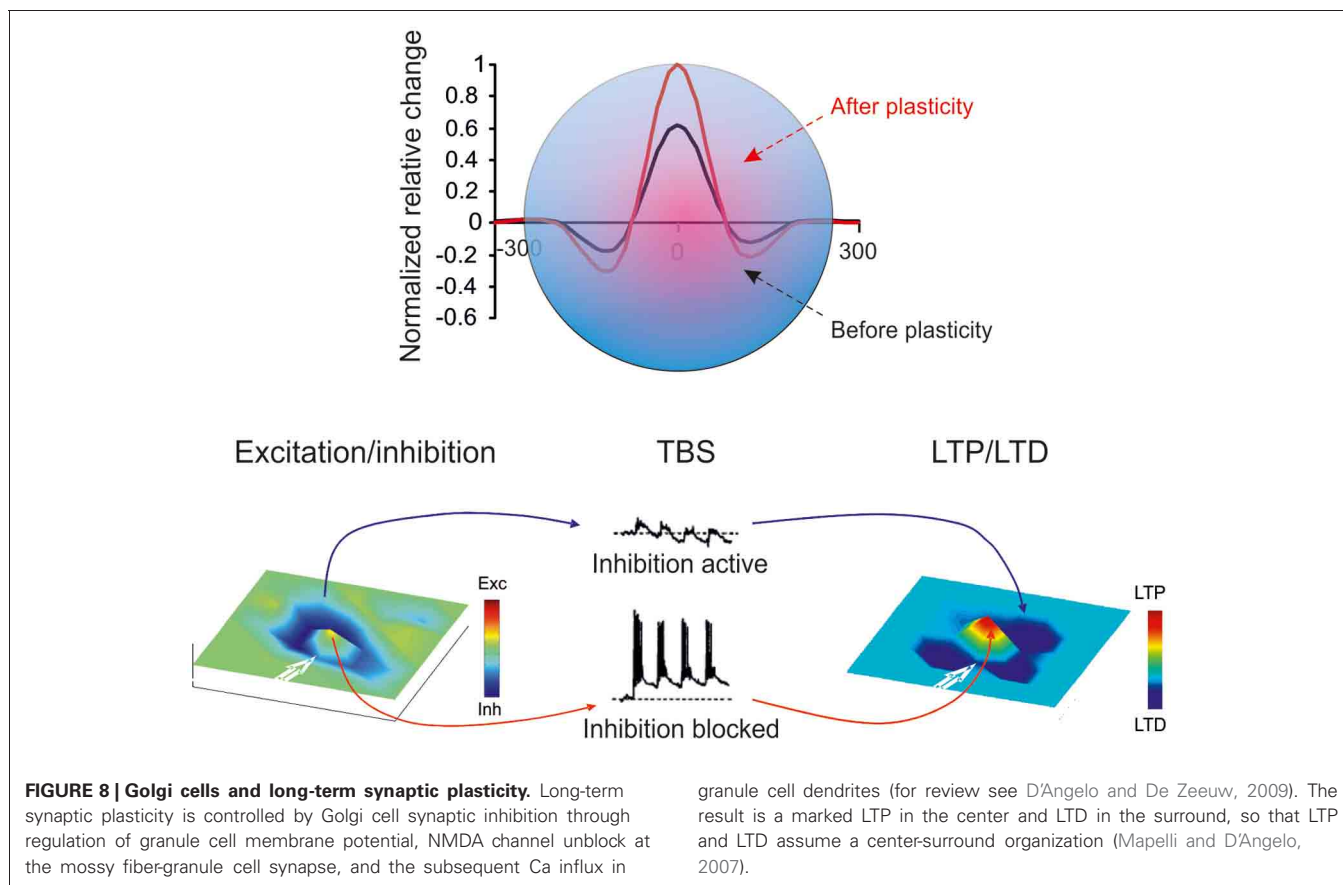 Normalized relative change
1
0.8
0.6
0.4
0.2
0
-0.2
-0.4
-0.6
-300
0
300
After plasticity
Before plasticity
Excitation/inhibition
TBS
LTP/LTD
Exc
Inh
Inhibition active
Inhibition blocked
LTP
LTD
FIGURE 8 | Golgi cells and long-term synaptic plasticity. Long-term
synaptic plasticity is controlled by Golgi cell synaptic inhibition through
regulation of granule cell membrane potential, NMDA channel unblock at
the mossy fiber-granule cell synapse, and the subsequent Ca influx in
granule cell dendrites (for review see D'Angelo and De Zeeuw, 2009). The
result is a marked LTP in the center and LTD in the surround, so that LTP
and LTD assume a center-surround organization (Mapelli and D'Angelo,
2007).